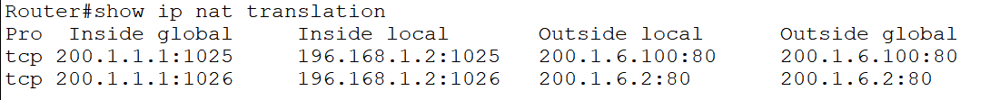 Router#show ip nat translation
Pro  Inside global     Inside local       Outside local      Outside global
tcp 200.1.1.1:1025     196.168.1.2:1025   200.1.6.100:80     200.1.6.100:80
tcp 200.1.1.1:1026     196.168.1.2:1026   200.1.6.2:80       200.1.6.2:80